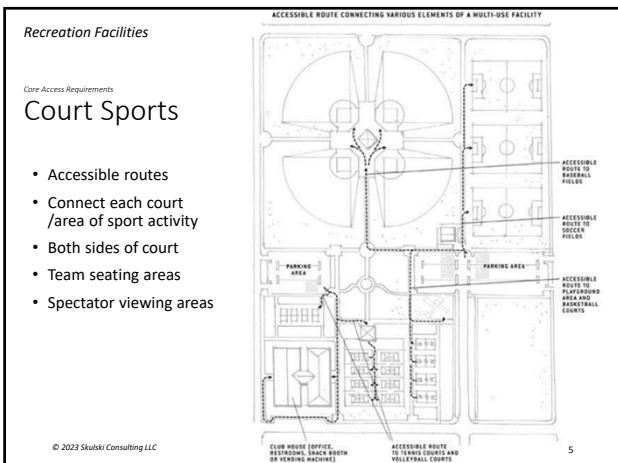 Recreation Facilities
Core Access Requirements
Court Sports
• Accessible routes
• Connect each court
/area of sport activity
• Both sides of court
• Team seating areas
• Spectator viewing areas
© 2023 Skulski Consulting LLC
ACCESSIBLE ROUTE CONNECTING VARIOUS ELEMENTS OF A MULTI-USE FACILITY
ACCESSIBLE
ROUTE TO
BASEBALL
FIELDS
ACCESSIBLE
ROUTE TO
SOCCER
FIELDS
PARKING
AREA
PARKING AREA
ACCESSIBLE
ROUTE TO
PLAYGROUND
AREA AND
BASKETBALL
COURTS
CLUB HOUSE (OFFICE,
RESTROOMS, SNACK BOOTH
OR VENDING MACHINE)
ACCESSIBLE ROUTE
TO TENNIS COURTS AND
VOLLEYBALL COURTS
5